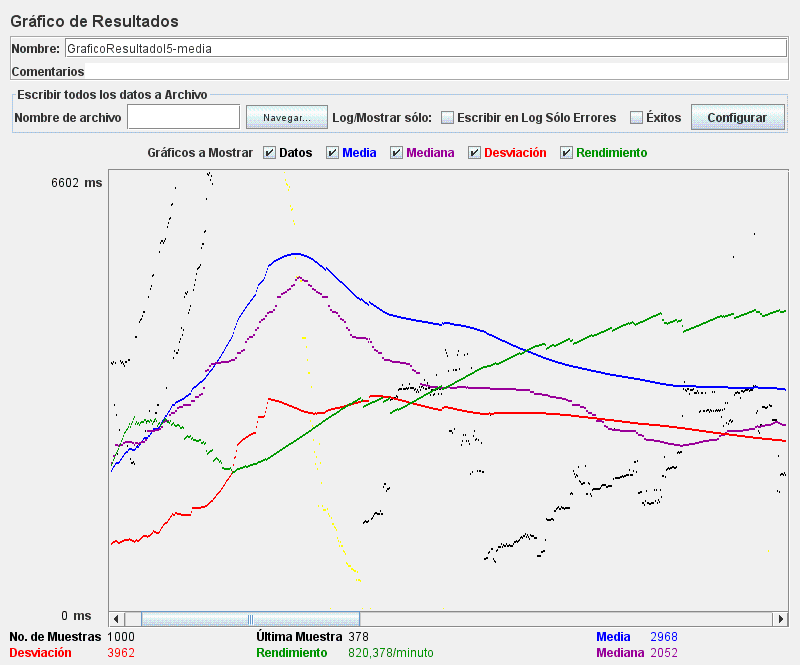 Gráfico de Resultados
Nombre: GraficoResultadol5-media
Comentarios
Escribir todos los datos a Archivo
Nombre de archivo Navegar... Log/Mostrar sólo: Escribir en Log Sólo Errores Éxitos Configurar
Gráficos a Mostrar Datos Media Mediana Desviación Rendimiento
6602 ms
0 ms
No. de Muestras 1000 Última Muestra 378 Media 2968
Desviación 3962 Rendimiento 820,378/minuto Mediana 2052